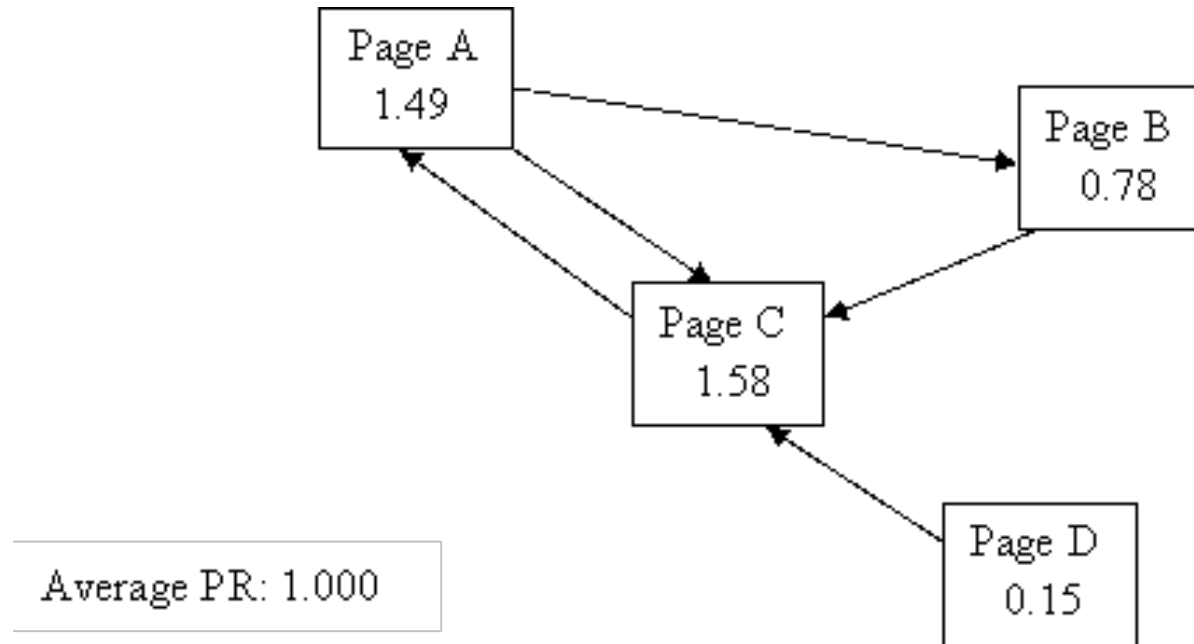 Page A
1.49
Page B
0.78
Page C
1.58
Page D
0.15
Average PR: 1.000